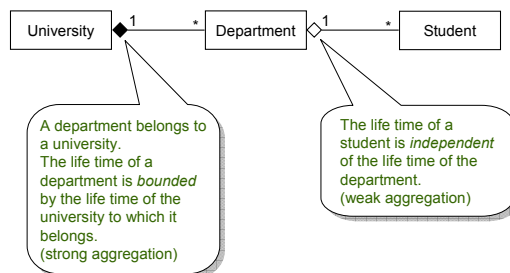 University 1 * Department 1 * Student
A department belongs to
a university.
The life time of a
department is bounded
by the life time of the
university to which it
belongs.
(strong aggregation)
The life time of a
student is independent
of the life time of the
department.
(weak aggregation)